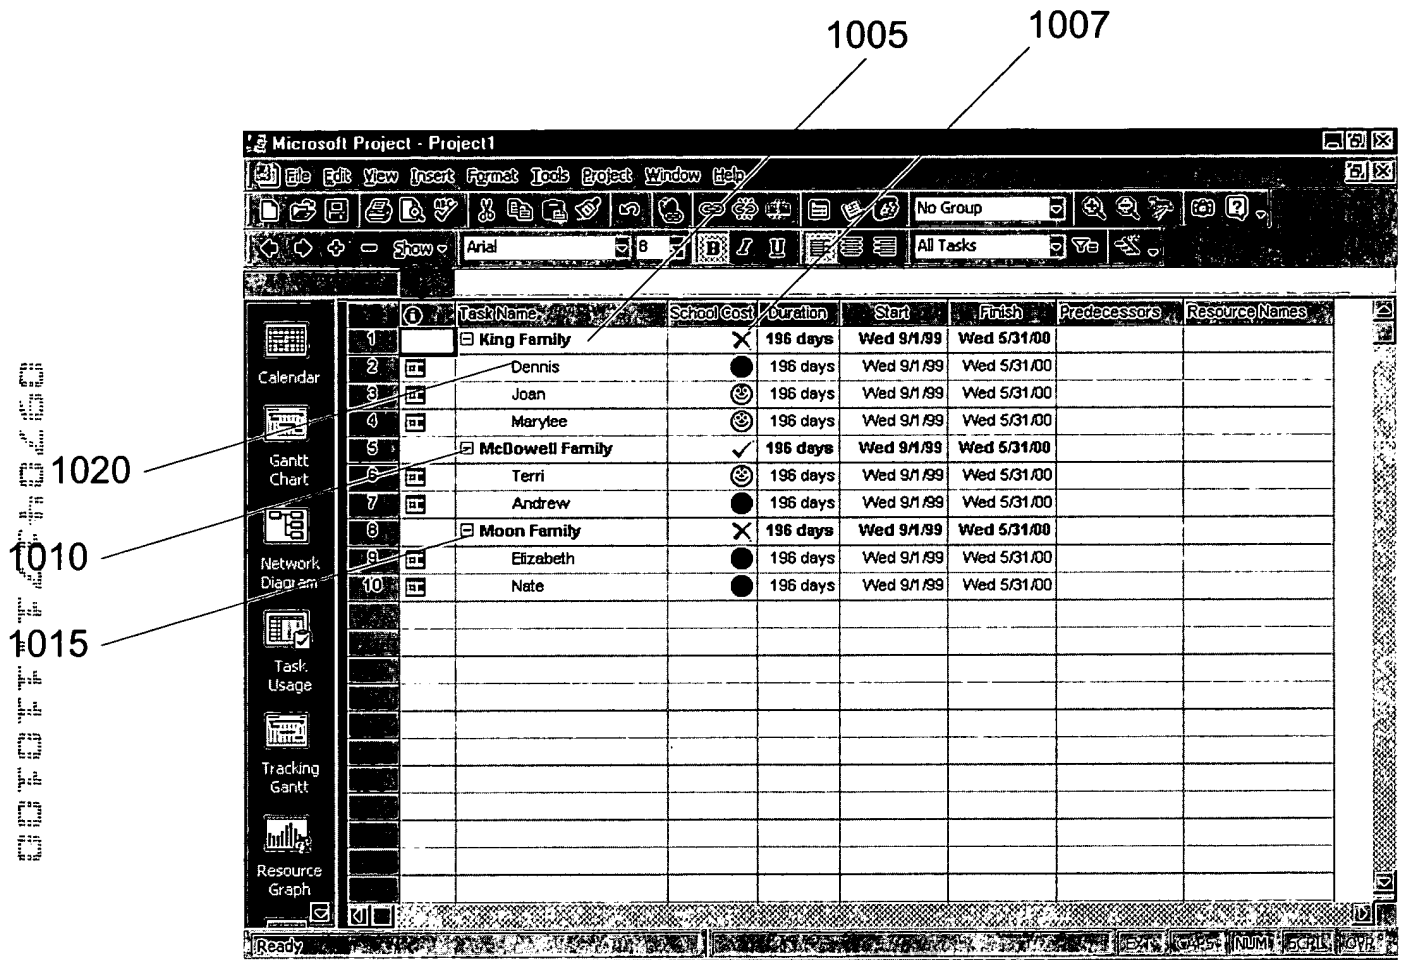 1005
1007
Microsoft Project - Project1
File Edit View Insert Format Tools Project Window Help
No Group
Show Arial 8 B I U All Tasks
Task Name School Cost Duration Start Finish Predecessors Resource Names
1 King Family 196 days Wed 9/1/99 Wed 5/31/00
2 Dennis 196 days Wed 9/1/99 Wed 5/31/00
3 Joan 196 days Wed 9/1/99 Wed 5/31/00
4 Marylee 196 days Wed 9/1/99 Wed 5/31/00
5 McDowell Family 196 days Wed 9/1/99 Wed 5/31/00
6 Terri 196 days Wed 9/1/99 Wed 5/31/00
7 Andrew 196 days Wed 9/1/99 Wed 5/31/00
8 Moon Family 196 days Wed 9/1/99 Wed 5/31/00
9 Elizabeth 196 days Wed 9/1/99 Wed 5/31/00
10 Nate 196 days Wed 9/1/99 Wed 5/31/00
Calendar
Gantt
Chart
Network
Diagram
Task
Usage
Tracking
Gantt
Resource
Graph
1020
1010
1015
Ready EXT CAPS NUM SCRL OVR